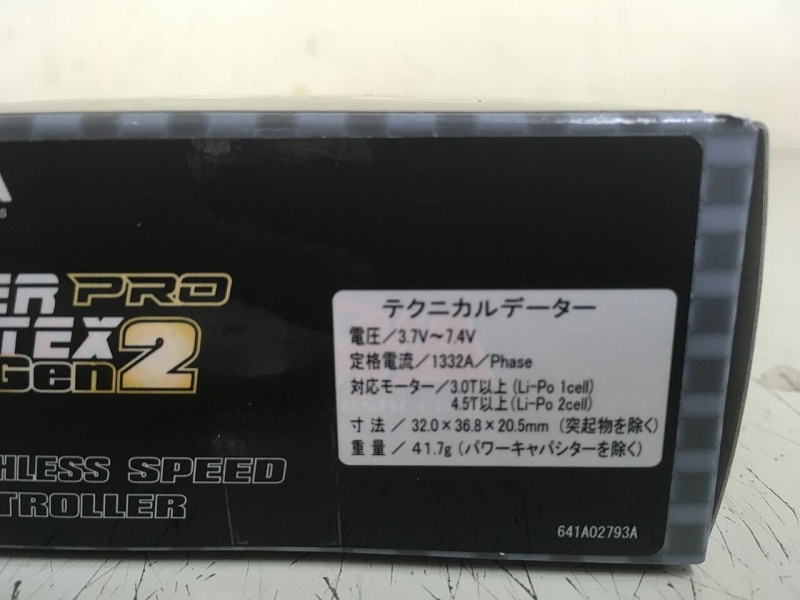 A
S
ER PRO
TEX
Gen2
HLESS SPEED
TROLLER
テクニカルデーター
電圧／3.7V～7.4V
定格電流／1332A／Phase
対応モーター／3.0T以上（Li-Po 1cell）
4.5T以上（Li-Po 2cell）
寸法／32.0×36.8×20.5mm（突起物を除く）
重量／41.7g（パワーキャパシターを除く）
641A02793A